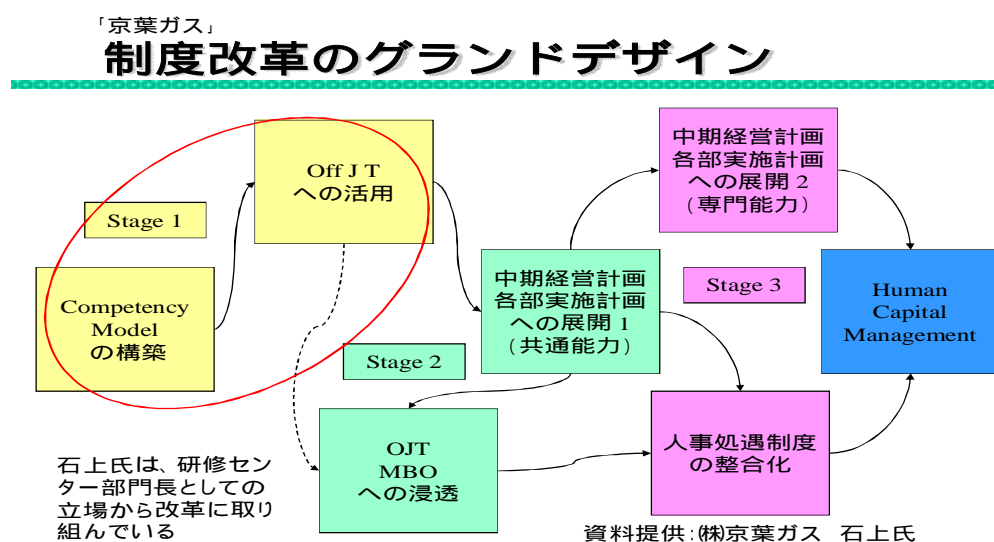 「京葉ガス」
制度改革のグランドデザイン
Off J T
への活用
Stage 1
Competency
Model
の構築
中期経営計画
各部実施計画
への展開２
(専門能力)
中期経営計画
各部実施計画
への展開１
(共通能力)
Stage 3
Human
Capital
Management
Stage 2
OJT
MBO
への浸透
人事処遇制度
の整合化
石上氏は、研修セン
ター部門長としての
立場から改革に取り
組んでいる
資料提供:㈱京葉ガス　石上氏